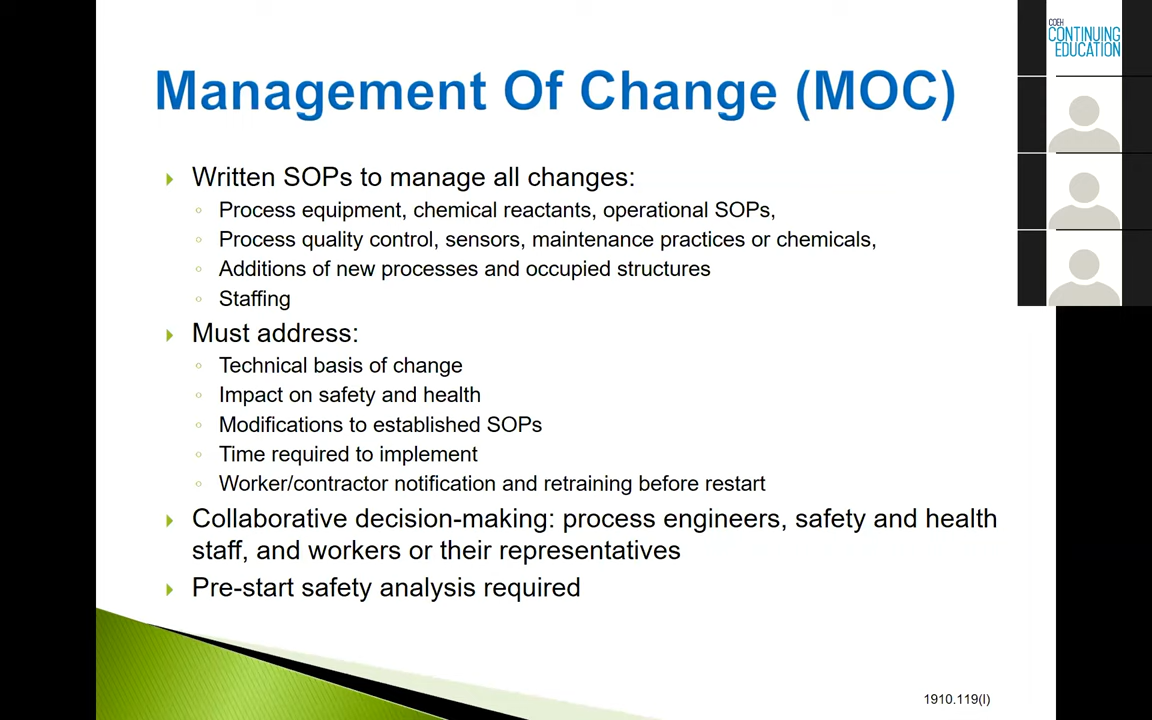 COEH
CONTINUING
EDUCATION
Management Of Change (MOC)
Written SOPs to manage all changes:
Process equipment, chemical reactants, operational SOPs,
Process quality control, sensors, maintenance practices or chemicals,
Additions of new processes and occupied structures
Staffing
Must address:
Technical basis of change
Impact on safety and health
Modifications to established SOPs
Time required to implement
Worker/contractor notification and retraining before restart
Collaborative decision-making: process engineers, safety and health
staff, and workers or their representatives
Pre-start safety analysis required
1910.119(l)